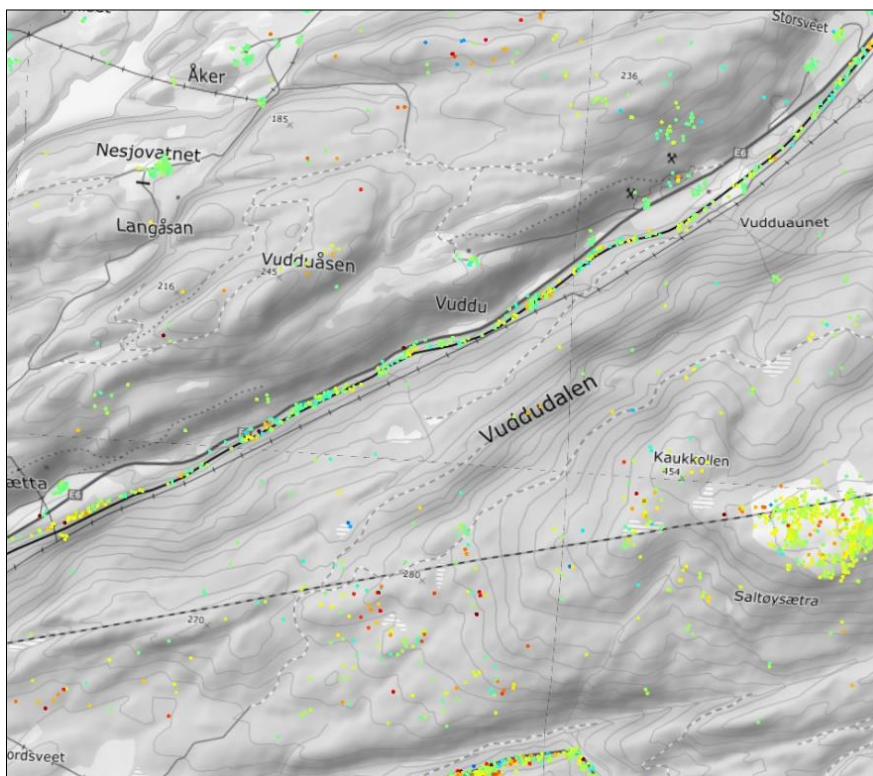 Storsveet
Åker
236
185
Nesjovatnet
E6
Langåsan
Vudduaunet
Vudduåsen
245
216
Vuddu
Vuddudalen
Kaukkollen
454
ætta
E6
280
Saltøysætra
270
ordsveet